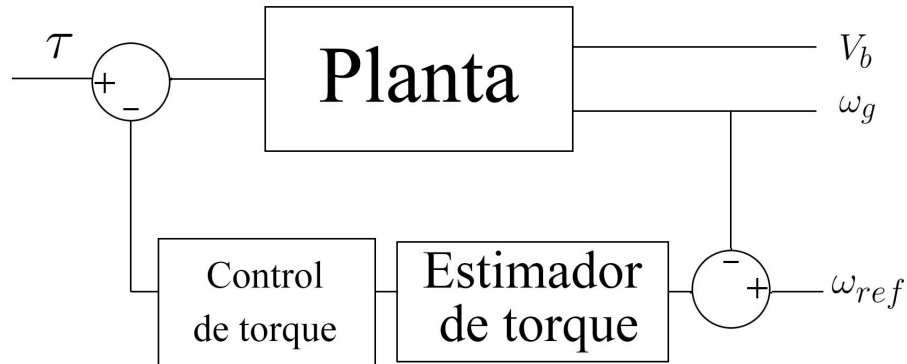 τ
+
-
Planta
V_b
ω_g
Control
de torque
Estimador
de torque
-
+
ω_ref